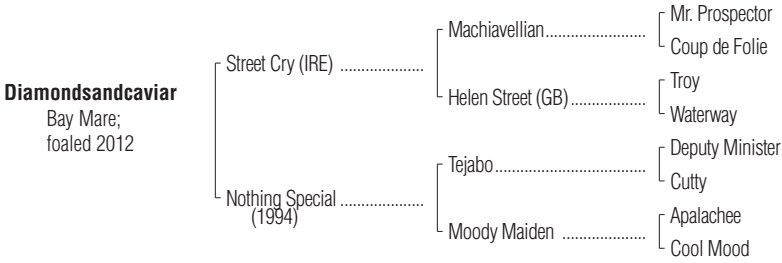 Mr. Prospector
Machiavellian
Coup de Folie
Street Cry (IRE)
Troy
Helen Street (GB)
Waterway
Diamondsandcaviar
Bay Mare;
foaled 2012
Deputy Minister
Tejabo
Cutty
Nothing Special
(1994)
Apalachee
Moody Maiden
Cool Mood